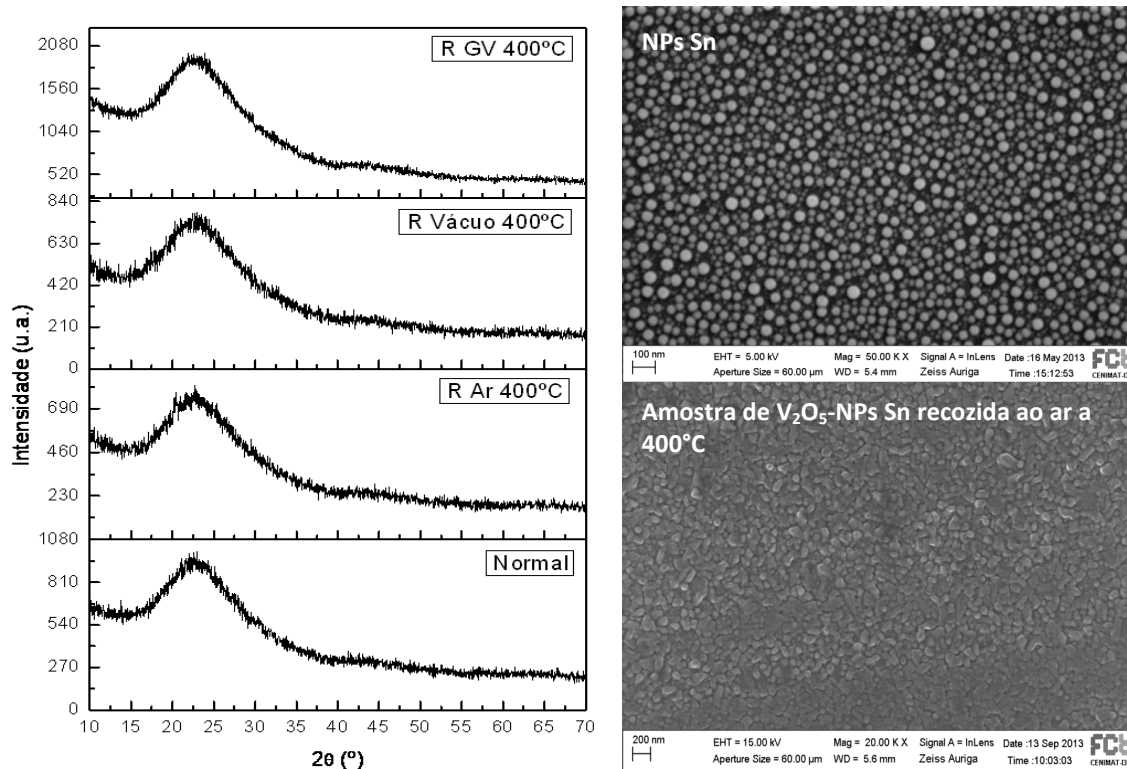 2080
1560
1040
520
R GV 400ºC
840
840
630
420
210
0
R Vácuo 400ºC
690
460
230
R Ar 400ºC
1080
810
540
270
0
Normal
10 15 20 25 30 35 40 45 50 55 60 65 70
2θ (º)
Intensidade (u.a.)
NPs Sn
100 nm
EHT = 5.00 kV Mag = 50.00 K X Signal A = InLens Date :16 May 2013
Aperture Size = 60.00 µm WD = 5.4 mm Zeiss Auriga Time :15:12:53
CENIMAT-I3
Amostra de V₂O₅-NPs Sn recozida ao ar a
400°C
200 nm
EHT = 15.00 kV Mag = 20.00 K X Signal A = InLens Date :13 Sep 2013
Aperture Size = 60.00 µm WD = 5.6 mm Zeiss Auriga Time :10:03:03
CENIMAT-I3